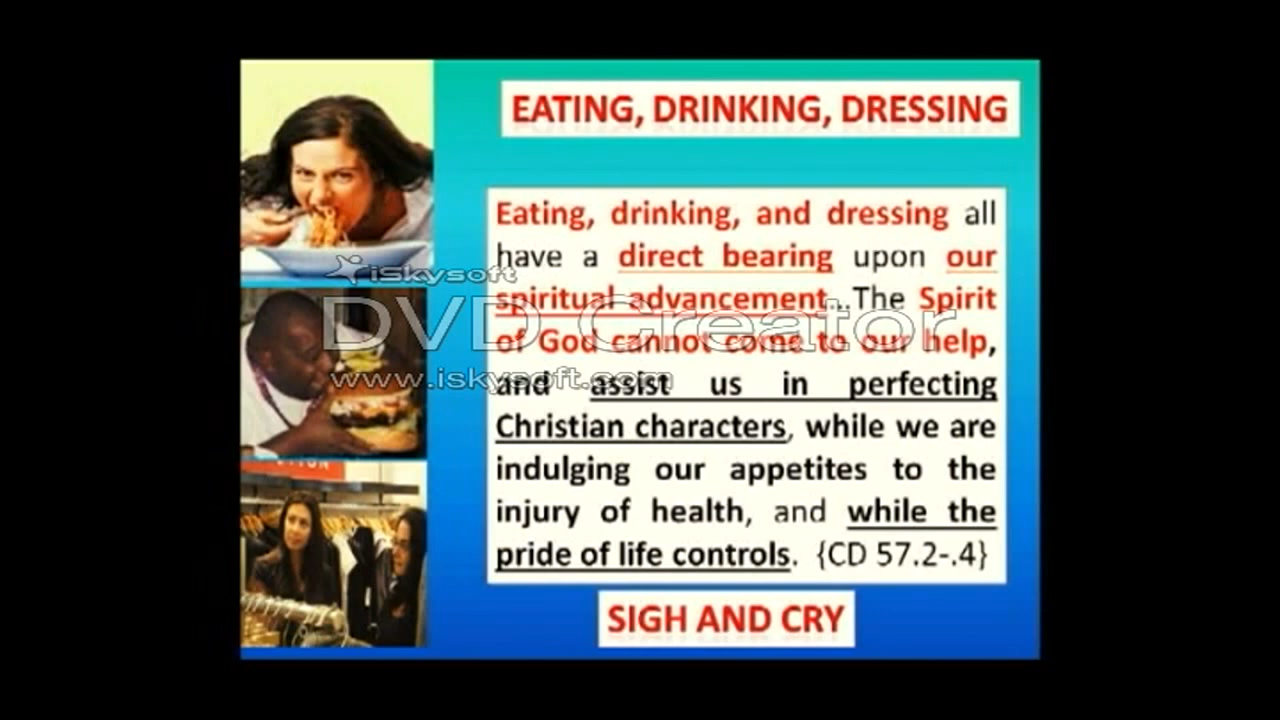 EATING, DRINKING, DRESSING
Eating, drinking, and dressing all
have a direct bearing upon our
spiritual advancement...The Spirit
of God cannot come to our help,
and assist us in perfecting
Christian characters, while we are
indulging our appetites to the
injury of health, and while the
pride of life controls. {CD 57.2-.4}
SIGH AND CRY
iskysoft
DVD Creator
www.iskysoft.com